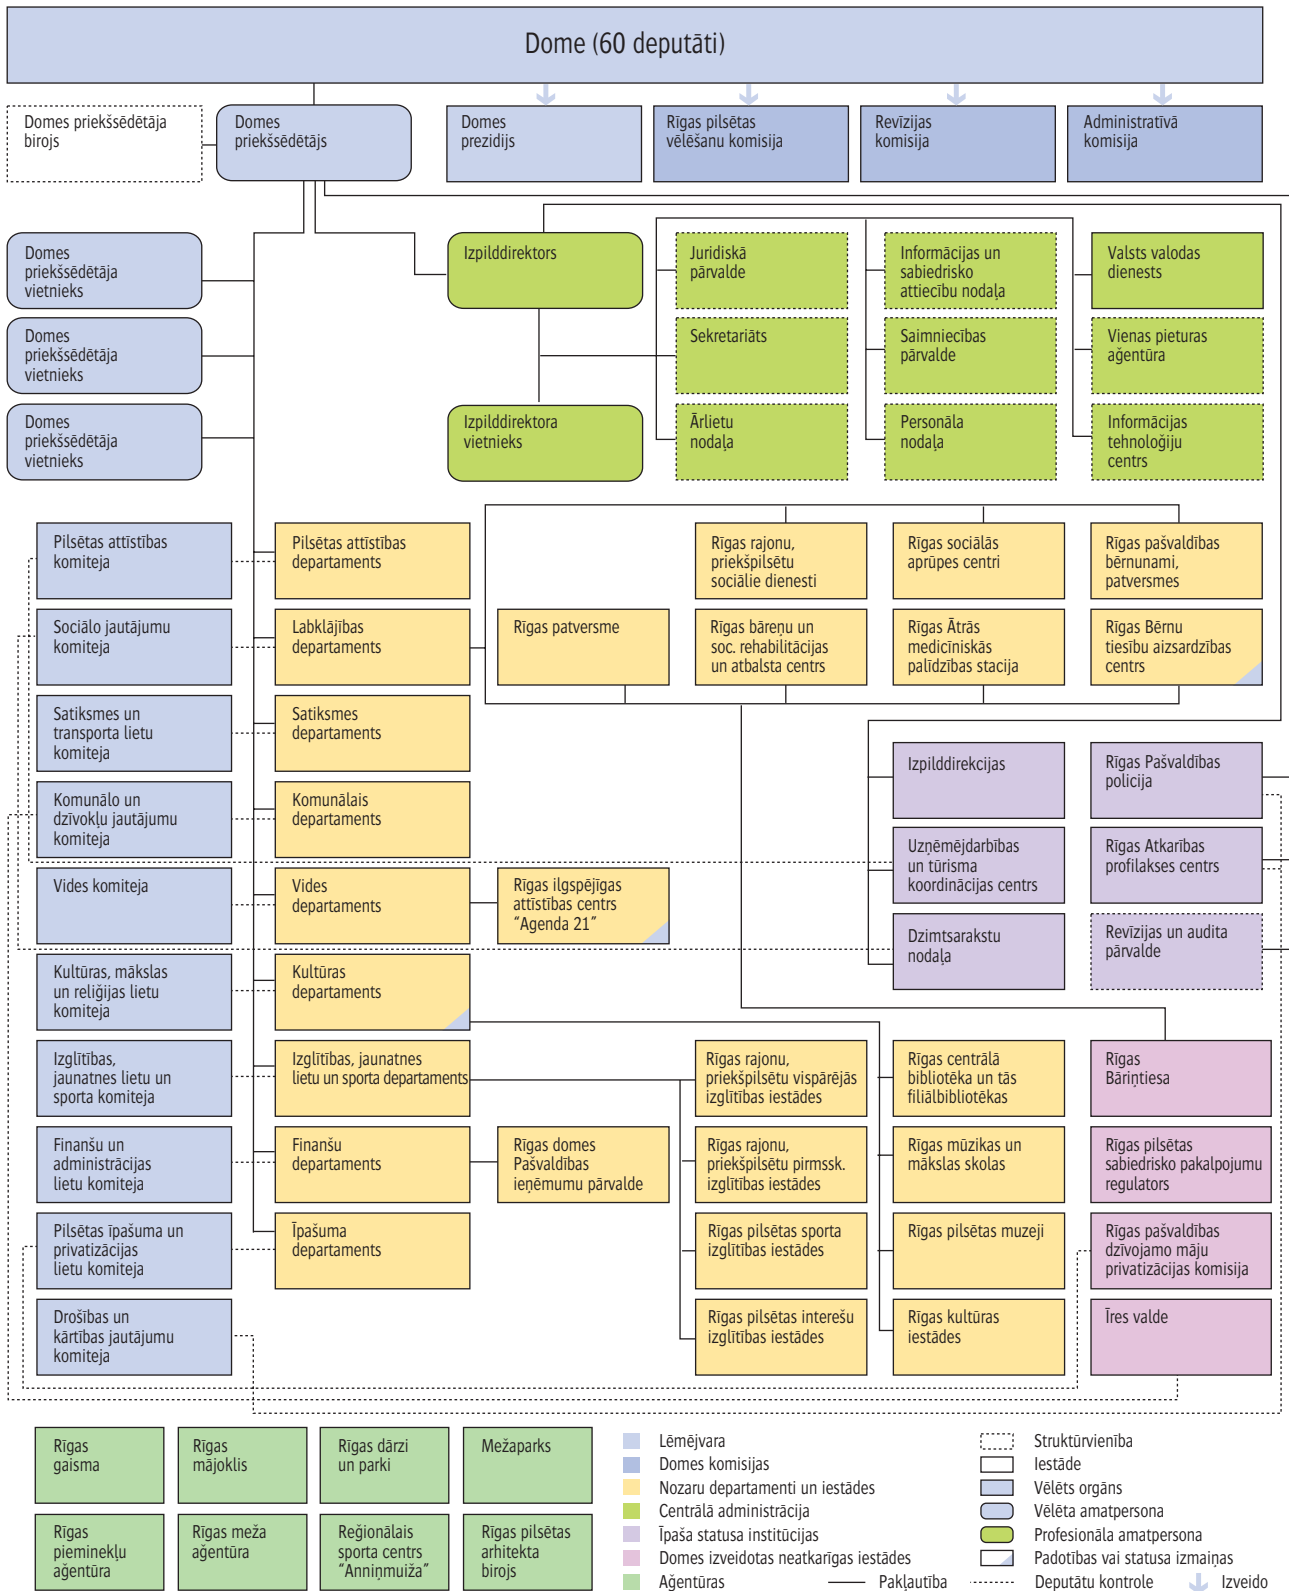 Dome (60 deputāti)
Domes priekšsēdētāja
birojs
Domes
priekšsēdētājs
Domes
prezidijs
Rīgas pilsētas
vēlēšanu komisija
Revīzijas
komisija
Administratīvā
komisija
Domes
priekšsēdētāja
vietnieks
Izpilddirektors
Juridiskā
pārvalde
Informācijas un
sabiedrisko
attiecību nodaļa
Valsts valodas
dienests
Domes
priekšsēdētāja
vietnieks
Sekretariāts
Saimniecības
pārvalde
Vienas pieturas
aģentūra
Domes
priekšsēdētāja
vietnieks
Izpilddirektora
vietnieks
Ārlietu
nodaļa
Personāla
nodaļa
Informācijas
tehnoloģiju
centrs
Pilsētas attīstības
komiteja
Pilsētas attīstības
departaments
Rīgas rajonu,
priekšpilsētu
sociālie dienesti
Rīgas sociālās
aprūpes centri
Rīgas pašvaldības
bērnunami,
patversmes
Sociālo jautājumu
komiteja
Labklājības
departaments
Rīgas patversme
Rīgas bāreņu un
soc. rehabilitācijas
un atbalsta centrs
Rīgas Ātrās
medicīniskās
palīdzības stacija
Rīgas Bērnu
tiesību aizsardzības
centrs
Satiksmes un
transporta lietu
komiteja
Satiksmes
departaments
Izpilddirekcijas
Rīgas Pašvaldības
policija
Komunālo un
dzīvokļu jautājumu
komiteja
Komunālais
departaments
Uzņēmējdarbības
un tūrisma
koordinācijas centrs
Rīgas Atkarības
profilakses centrs
Vides komiteja
Vides
departaments
Rīgas ilgspējīgas
attīstības centrs
"Agenda 21"
Dzimtsarakstu
nodaļa
Revīzijas un audita
pārvalde
Kultūras, mākslas
un reliģijas lietu
komiteja
Kultūras
departaments
Izglītības,
jaunatnes lietu un
sporta komiteja
Izglītības, jaunatnes
lietu un sporta departaments
Rīgas rajonu,
priekšpilsētu vispārējās
izglītības iestādes
Rīgas centrālā
bibliotēka un tās
filiālbibliotēkas
Rīgas
Bāriņtiesa
Finanšu un
administrācijas
lietu komiteja
Finanšu
departaments
Rīgas domes
Pašvaldības
ieņēmumu pārvalde
Rīgas rajonu,
priekšpilsētu pirmssk.
izglītības iestādes
Rīgas mūzikas un
mākslas skolas
Rīgas pilsētas
sabiedrisko pakalpojumu
regulators
Pilsētas īpašuma un
privatizācijas
lietu komiteja
Īpašuma
departaments
Rīgas pilsētas sporta
izglītības iestādes
Rīgas pilsētas muzeji
Rīgas pašvaldības
dzīvojamo māju
privatizācijas komisija
Drošības un
kārtības jautājumu
komiteja
Rīgas pilsētas interešu
izglītības iestādes
Rīgas kultūras
iestādes
Īres valde
Rīgas
gaisma
Rīgas
mājoklis
Rīgas dārzi
un parki
Mežaparks
Rīgas
pieminekļu
aģentūra
Rīgas meža
aģentūra
Reģionālais
sporta centrs
"Anniņmuiža"
Rīgas pilsētas
arhitekta
birojs
Lēmējvara
Domes komisijas
Nozaru departamenti un iestādes
Centrālā administrācija
Īpaša statusa institūcijas
Domes izveidotas neatkarīgas iestādes
Aģentūras
Struktūrvienība
Iestāde
Vēlēts orgāns
Vēlēta amatpersona
Profesionāla amatpersona
Padotības vai statusa izmaiņas
Pakļautība
Deputātu kontrole
Izveido